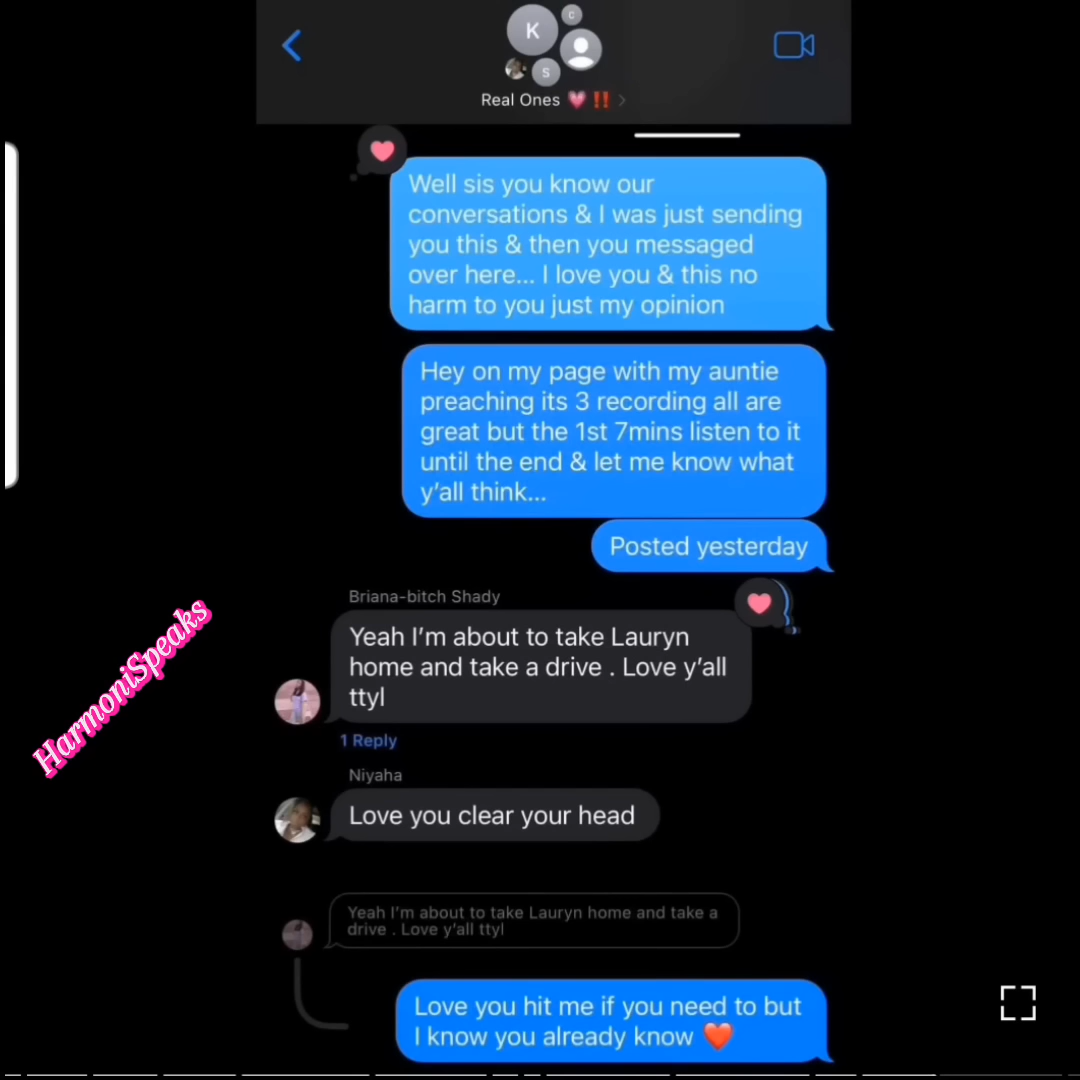 K
C
S
Real Ones 💗 ‼️ >
Well sis you know our
conversations & I was just sending
you this & then you messaged
over here... I love you & this no
harm to you just my opinion
Hey on my page with my auntie
preaching its 3 recording all are
great but the 1st 7mins listen to it
until the end & let me know what
y'all think...
Posted yesterday
Briana-bitch Shady
Yeah I'm about to take Lauryn
home and take a drive . Love y'all
ttyl
1 Reply
Niyaha
Love you clear your head
Yeah I'm about to take Lauryn home and take a
drive . Love y'all ttyl
Love you hit me if you need to but
I know you already know ❤️
HarmoniSpeaks